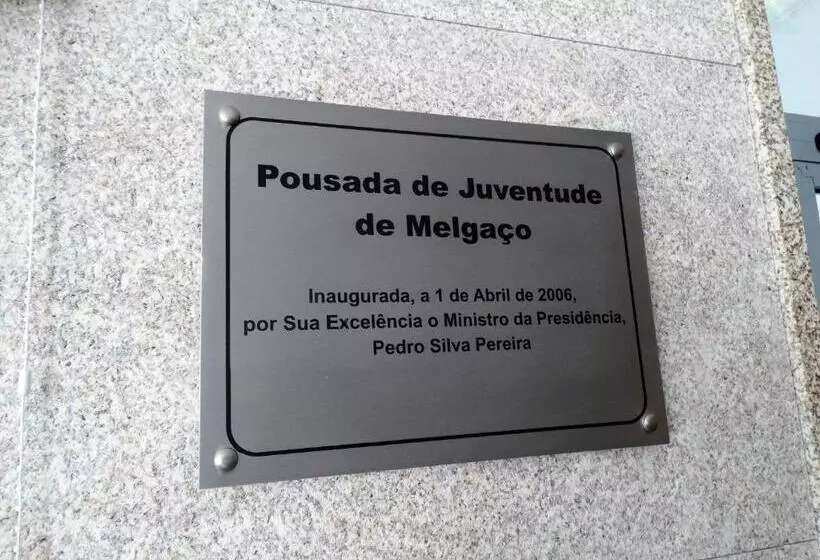 Pousada de Juventude
de Melgaço
Inaugurada, a 1 de Abril de 2006,
por Sua Excelência o Ministro da Presidência,
Pedro Silva Pereira